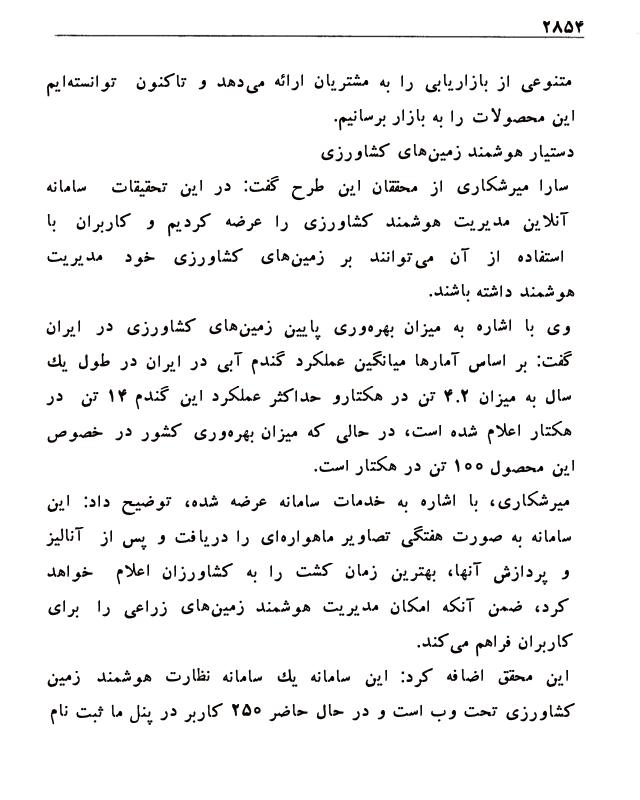 ۲۸۵۴
متنوعی از بازاریابی را به مشتریان ارائه می‌دهد و تاکنون توانسته‌ایم
این محصولات را به بازار برسانیم.
دستیار هوشمند زمین‌های کشاورزی
سارا میرشکاری از محققان این طرح گفت: در این تحقیقات سامانه
آنلاین مدیریت هوشمند کشاورزی را عرضه کردیم و کاربران با
استفاده از آن می‌توانند بر زمین‌های کشاورزی خود مدیریت
هوشمند داشته باشند.
وی با اشاره به میزان بهره‌وری پایین زمین‌های کشاورزی در ایران
گفت: بر اساس آمارها میانگین عملکرد گندم آبی در ایران در طول یك
سال به میزان ۴.۲ تن در هکتارو حداکثر عملکرد این گندم ۱۴ تن در
هکتار اعلام شده است، در حالی که میزان بهره‌وری کشور در خصوص
این محصول ۱۰۰ تن در هکتار است.
میرشکاری، با اشاره به خدمات سامانه عرضه شده، توضیح داد: این
سامانه به صورت هفتگی تصاویر ماهواره‌ای را دریافت و پس از آنالیز
و پردازش آنها، بهترین زمان کشت را به کشاورزان اعلام خواهد
کرد، ضمن آنکه امکان مدیریت هوشمند زمین‌های زراعی را برای
کاربران فراهم می‌کند.
این محقق اضافه کرد: این سامانه یك سامانه نظارت هوشمند زمین
کشاورزی تحت وب است و در حال حاضر ۲۵۰ کاربر در پنل ما ثبت نام